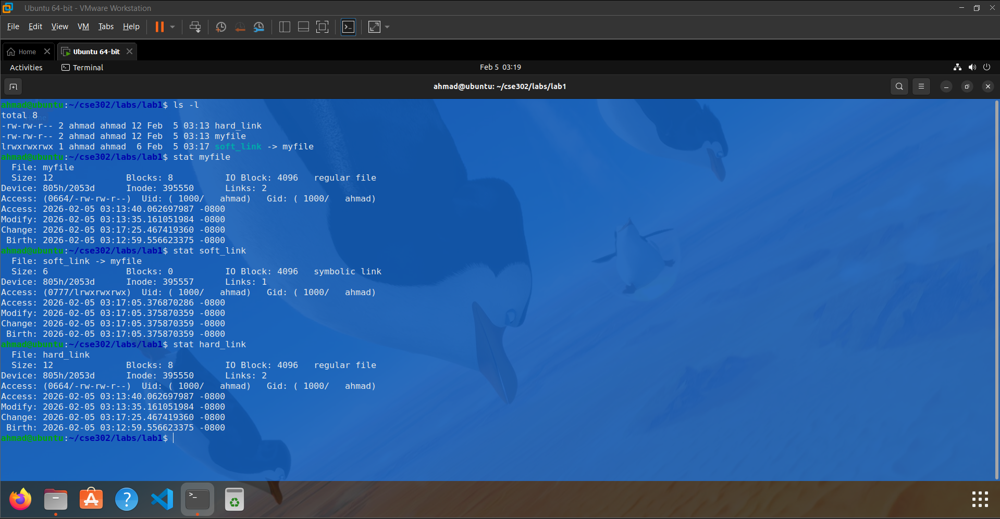 Ubuntu 64-bit - VMware Workstation
File Edit View VM Tabs Help
Home Ubuntu 64-bit
Activities Terminal Feb 5 03:19
ahmad@ubuntu: ~/cse302/labs/lab1
ahmad@ubuntu:~/cse302/labs/lab1$ ls -l
total 8
Home
-rw-rw-r-- 2 ahmad ahmad 12 Feb  5 03:13 hard_link
-rw-rw-r-- 2 ahmad ahmad 12 Feb  5 03:13 myfile
lrwxrwxrwx 1 ahmad ahmad  6 Feb  5 03:17 soft_link -> myfile
ahmad@ubuntu:~/cse302/labs/lab1$ stat myfile
  File: myfile
  Size: 12              Blocks: 8          IO Block: 4096   regular file
Device: 805h/2053d      Inode: 395550      Links: 2
Access: (0664/-rw-rw-r--)  Uid: ( 1000/   ahmad)   Gid: ( 1000/   ahmad)
Access: 2026-02-05 03:13:40.062697987 -0800
Modify: 2026-02-05 03:13:35.161051984 -0800
Change: 2026-02-05 03:17:25.467419360 -0800
 Birth: 2026-02-05 03:12:59.556623375 -0800
ahmad@ubuntu:~/cse302/labs/lab1$ stat soft_link
  File: soft_link -> myfile
  Size: 6               Blocks: 0          IO Block: 4096   symbolic link
Device: 805h/2053d      Inode: 395557      Links: 1
Access: (0777/lrwxrwxrwx)  Uid: ( 1000/   ahmad)   Gid: ( 1000/   ahmad)
Access: 2026-02-05 03:17:05.376870286 -0800
Modify: 2026-02-05 03:17:05.375870359 -0800
Change: 2026-02-05 03:17:05.375870359 -0800
 Birth: 2026-02-05 03:17:05.375870359 -0800
ahmad@ubuntu:~/cse302/labs/lab1$ stat hard_link
  File: hard_link
  Size: 12              Blocks: 8          IO Block: 4096   regular file
Device: 805h/2053d      Inode: 395550      Links: 2
Access: (0664/-rw-rw-r--)  Uid: ( 1000/   ahmad)   Gid: ( 1000/   ahmad)
Access: 2026-02-05 03:13:40.062697987 -0800
Modify: 2026-02-05 03:13:35.161051984 -0800
Change: 2026-02-05 03:17:25.467419360 -0800
 Birth: 2026-02-05 03:12:59.556623375 -0800
ahmad@ubuntu:~/cse302/labs/lab1$